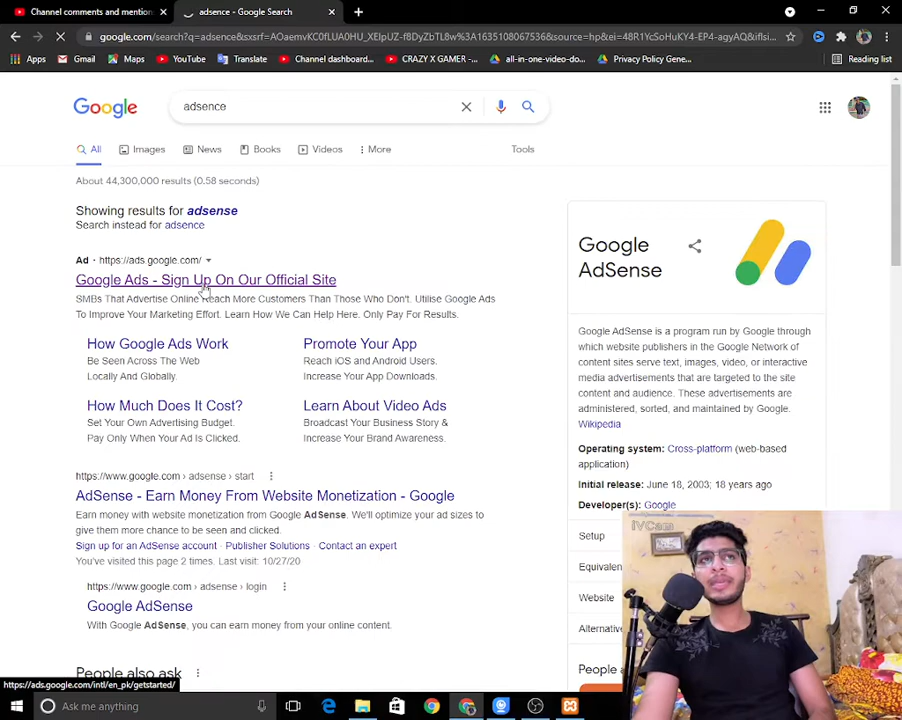 Channel comments and mention
adsence - Google Search
google.com/search?q=adsence&sxsrf=AOaemvKC0fLUA0HU_XEIpUZ-f8DyZbTL8w%3A1635108067536&source=hp&ei=48R1YcSoHuKY4-EP4-agyAQ&iflsi...
Apps
Gmail
Maps
YouTube
Translate
Channel dashboard...
CRAZY X GAMER -...
all-in-one-video-do...
Privacy Policy Gene...
Reading list
Google
adsence
All
Images
News
Books
Videos
More
Tools
About 44,300,000 results (0.58 seconds)
Showing results for adsense
Search instead for adsence
Ad · https://ads.google.com/
Google Ads - Sign Up On Our Official Site
SMBs That Advertise Online Reach More Customers Than Those Who Don't. Utilise Google Ads
To Improve Your Marketing Effort. Learn How We Can Help Here. Only Pay For Results.
How Google Ads Work
Be Seen Across The Web
Locally And Globally.
Promote Your App
Reach iOS and Android Users.
Increase Your App Downloads.
How Much Does It Cost?
Set Your Own Advertising Budget.
Pay Only When Your Ad Is Clicked.
Learn About Video Ads
Broadcast Your Business Story &
Increase Your Brand Awareness.
https://www.google.com › adsense › start
AdSense - Earn Money From Website Monetization - Google
Earn money with website monetization from Google AdSense. We'll optimize your ad sizes to
give them more chance to be seen and clicked.
Sign up for an AdSense account · Publisher Solutions · Contact an expert
You've visited this page 2 times. Last visit: 10/27/20
https://www.google.com › adsense › login
Google AdSense
With Google AdSense, you can earn money from your online content.
People also ask
Google
AdSense
Google AdSense is a program run by Google through
which website publishers in the Google Network of
content sites serve text, images, video, or interactive
media advertisements that are targeted to the site
content and audience. These advertisements are
administered, sorted, and maintained by Google.
Wikipedia
Operating system: Cross-platform (web-based
application)
Initial release: June 18, 2003; 18 years ago
Developer(s): Google
Setup
Equivalen
Website
Alternativ
People a
iVCam
https://ads.google.com/intl/en_pk/getstarted/
Ask me anything